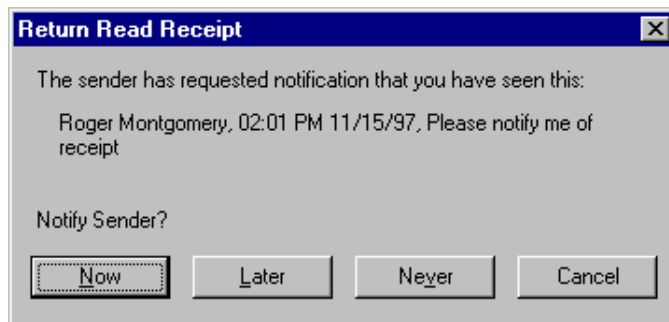 Return Read Receipt
The sender has requested notification that you have seen this:
Roger Montgomery, 02:01 PM 11/15/97, Please notify me of
receipt
Notify Sender?
Now Later Never Cancel